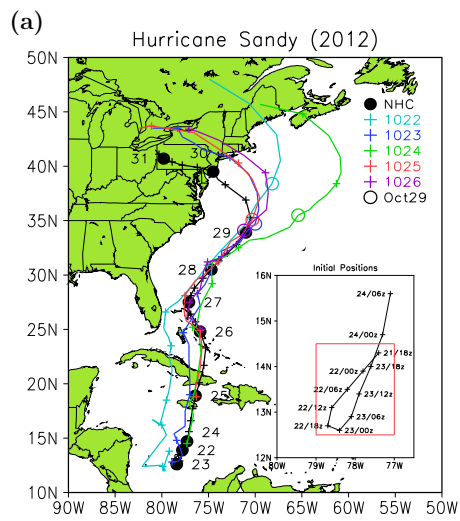 (a)
Hurricane Sandy (2012)
50N
45N
40N
35N
30N
25N
20N
15N
10N
90W 85W 80W 75W 70W 65W 60W 55W 50W
NHC
1022
1023
1024
1025
1026
Oct29
31
30
29
28
27
26
25
24
22
23
Initial Positions
16N
15N
14N
13N
12N
80W 79W 78W 77W
24/06z
24/00z
21/18z
23/18z
22/00z
22/06z
23/12z
22/12z
23/06z
22/18z
23/00z